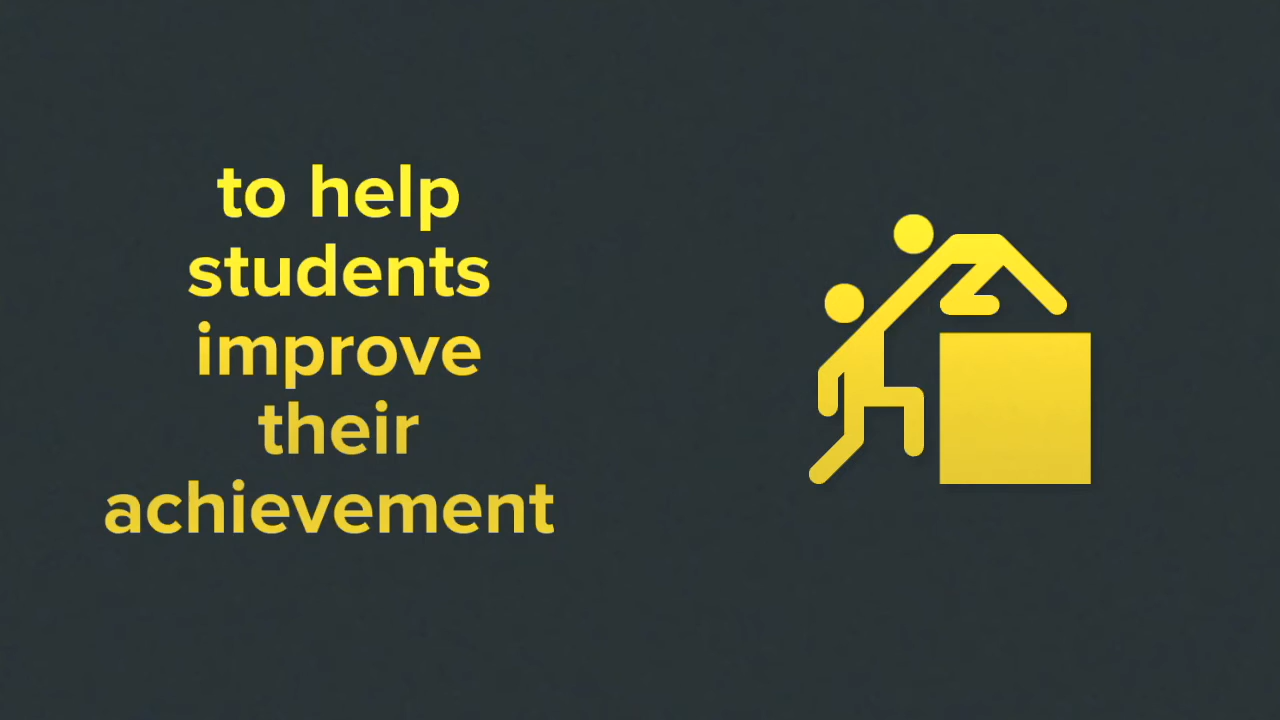 to help
students
improve
their
achievement